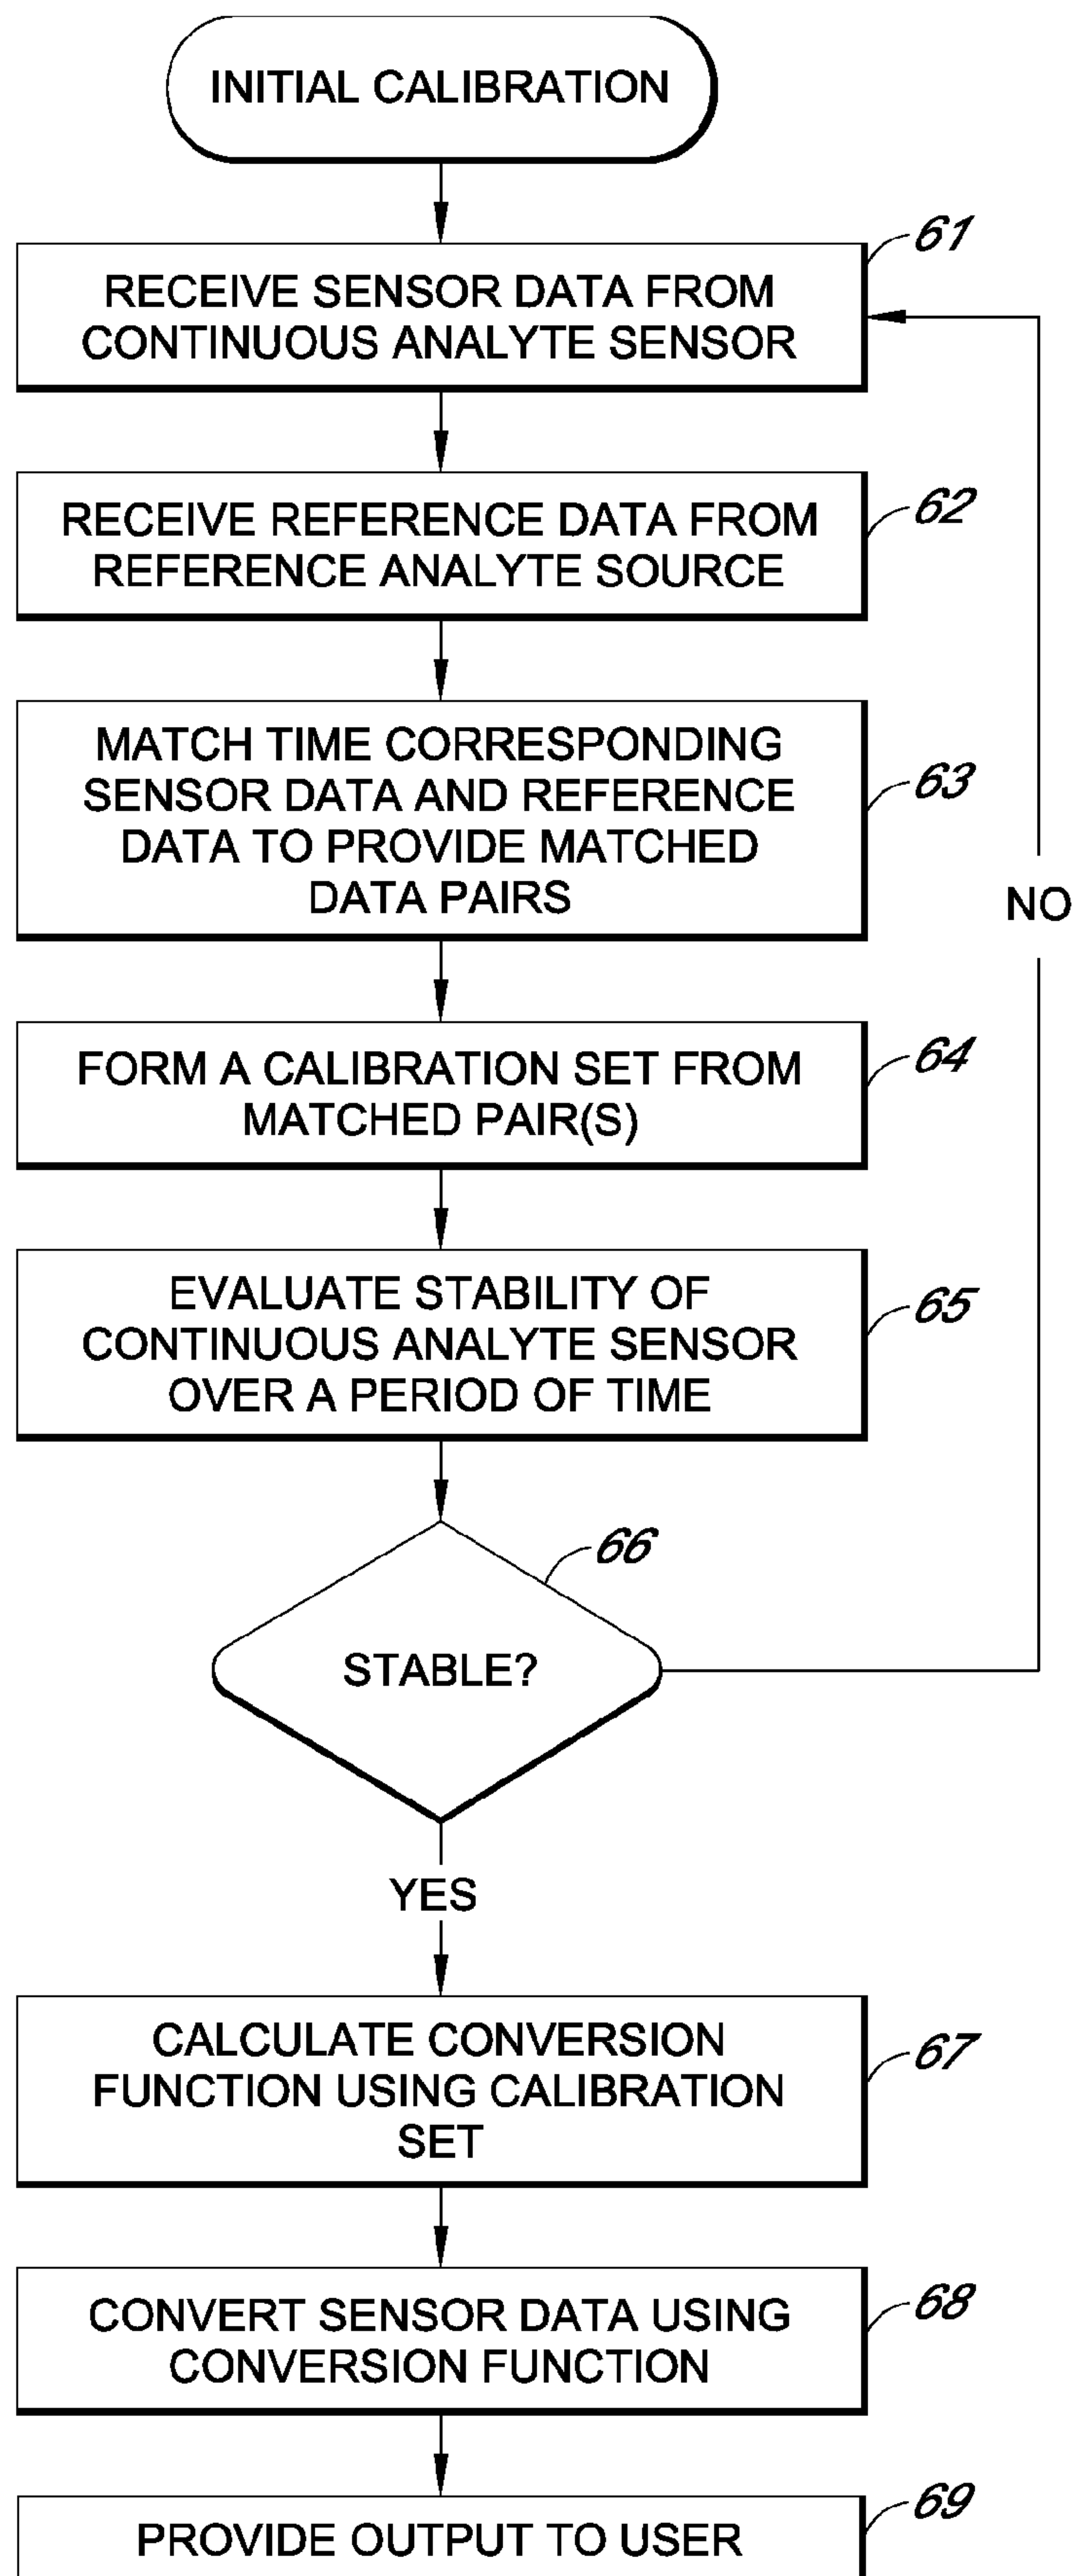 INITIAL CALIBRATION
61
RECEIVE SENSOR DATA FROM
CONTINUOUS ANALYTE SENSOR
62
RECEIVE REFERENCE DATA FROM
REFERENCE ANALYTE SOURCE
63
MATCH TIME CORRESPONDING
SENSOR DATA AND REFERENCE
DATA TO PROVIDE MATCHED
DATA PAIRS
NO
64
FORM A CALIBRATION SET FROM
MATCHED PAIR(S)
65
EVALUATE STABILITY OF
CONTINUOUS ANALYTE SENSOR
OVER A PERIOD OF TIME
66
STABLE?
YES
67
CALCULATE CONVERSION
FUNCTION USING CALIBRATION
SET
68
CONVERT SENSOR DATA USING
CONVERSION FUNCTION
69
PROVIDE OUTPUT TO USER